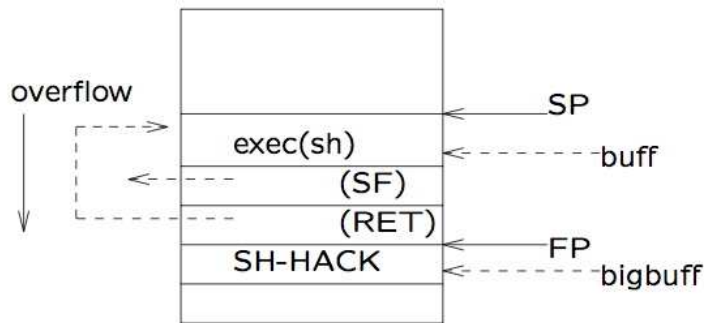 overflow
SP
exec(sh)
buff
(SF)
(RET)
FP
SH-HACK
bigbuff